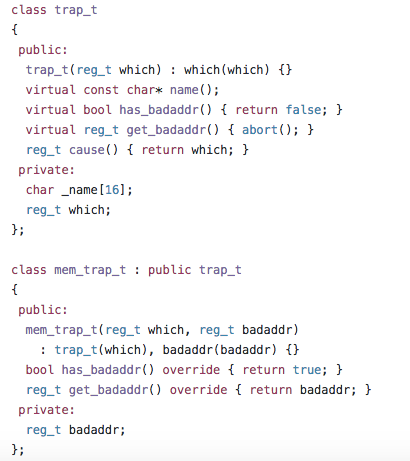 class trap_t
{
 public:
  trap_t(reg_t which) : which(which) {}
  virtual const char* name();
  virtual bool has_badaddr() { return false; }
  virtual reg_t get_badaddr() { abort(); }
  reg_t cause() { return which; }
 private:
  char _name[16];
  reg_t which;
};

class mem_trap_t : public trap_t
{
 public:
  mem_trap_t(reg_t which, reg_t badaddr)
    : trap_t(which), badaddr(badaddr) {}
  bool has_badaddr() override { return true; }
  reg_t get_badaddr() override { return badaddr; }
 private:
  reg_t badaddr;
};